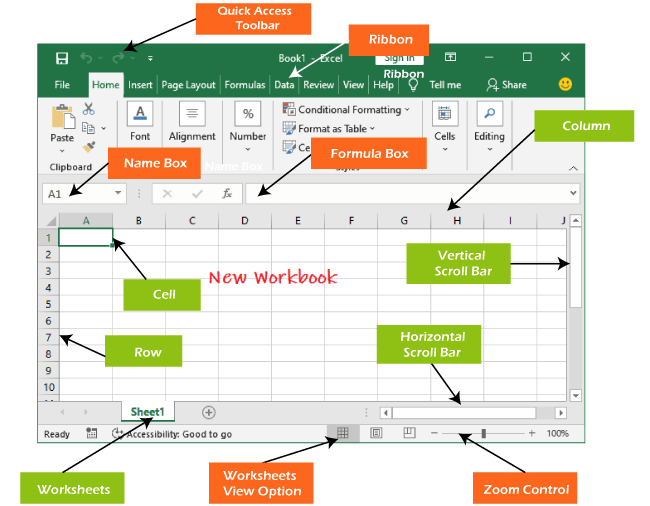 Quick Access
Toolbar
Ribbon
Book1 - Excel
Sign in
Ribbon
File Home Insert Page Layout Formulas Data Review View Help Tell me Share
Paste
Clipboard
Font
Alignment
%
Number
Conditional Formatting
Format as Table
Ce
Cells
Editing
Column
Name Box
Name Box
Formula Box
A1
fx
A B C D E F G H I J
1
2
3
4
5
6
7
8
9
10
New Workbook
Cell
Vertical
Scroll Bar
Row
Horizontal
Scroll Bar
Sheet1
Ready Accessibility: Good to go 100%
Worksheets
Worksheets
View Option
Zoom Control